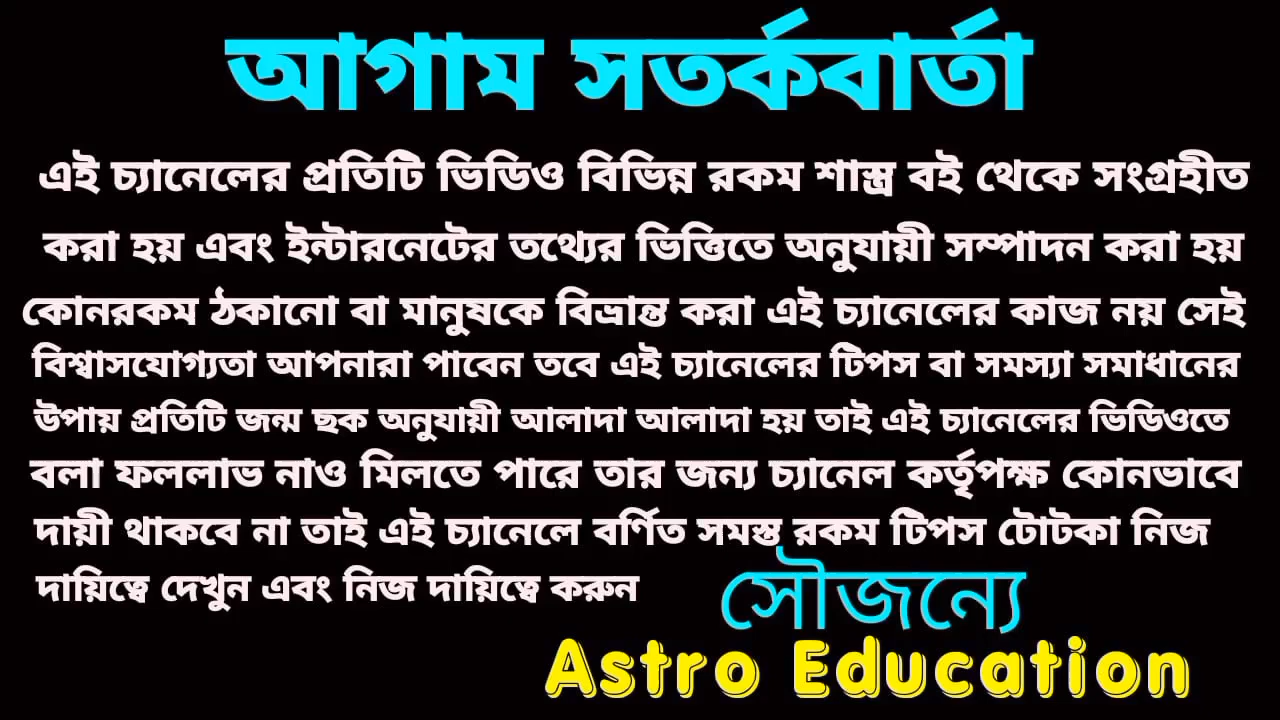 আগাম সতর্কবার্তা
এই চ্যানেলের প্রতিটি ভিডিও বিভিন্ন রকম শাস্ত্র বই থেকে সংগ্রহীত
করা হয় এবং ইন্টারনেটের তথ্যের ভিত্তিতে অনুযায়ী সম্পাদন করা হয়
কোনরকম ঠকানো বা মানুষকে বিভ্রান্ত করা এই চ্যানেলের কাজ নয় সেই
বিশ্বাসযোগ্যতা আপনারা পাবেন তবে এই চ্যানেলের টিপস বা সমস্যা সমাধানের
উপায় প্রতিটি জন্ম ছক অনুযায়ী আলাদা আলাদা হয় তাই এই চ্যানেলের ভিডিওতে
বলা ফললাভ নাও মিলতে পারে তার জন্য চ্যানেল কর্তৃপক্ষ কোনভাবে
দায়ী থাকবে না তাই এই চ্যানেলে বর্ণিত সমস্ত রকম টিপস টোটকা নিজ
দায়িত্বে দেখুন এবং নিজ দায়িত্বে করুন
সৌজন্যে
Astro Education